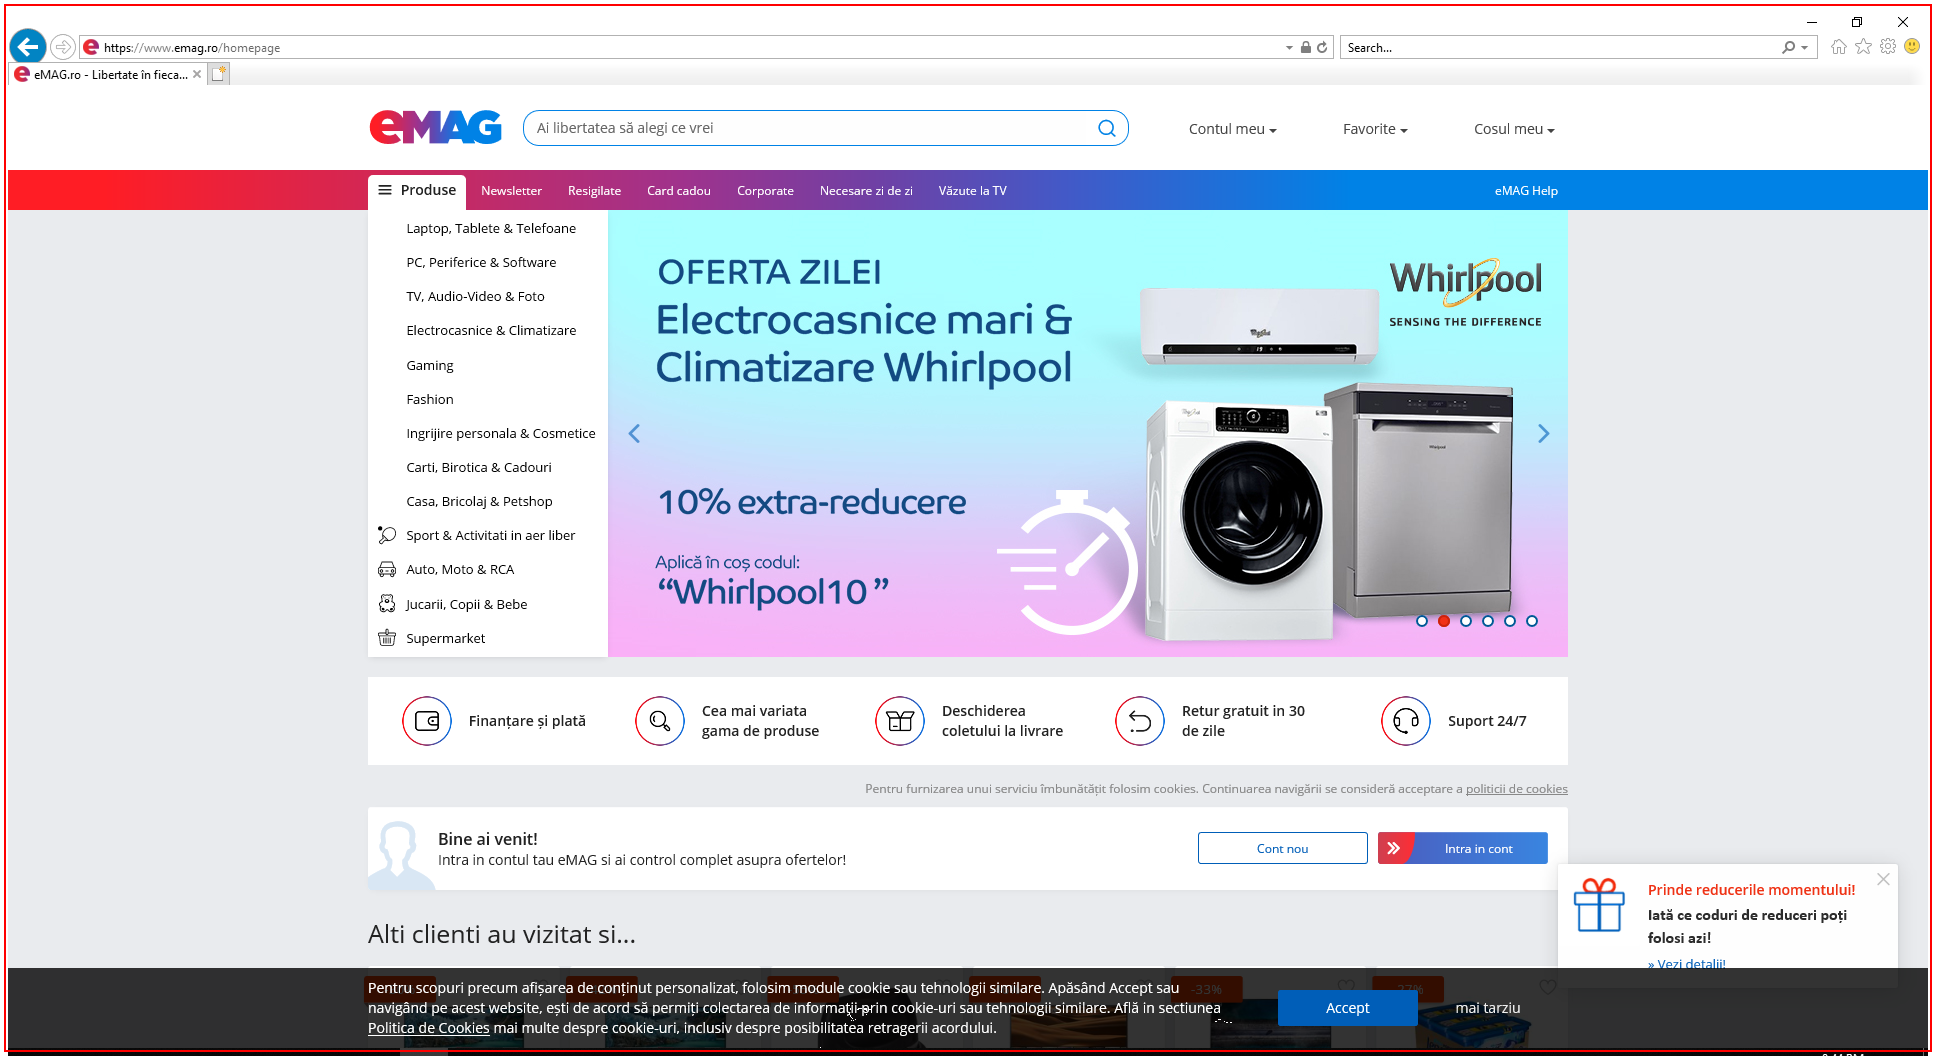 https://www.emag.ro/homepage
Search...
eMAG.ro - Libertate în fieca...
eMAG
Ai libertatea să alegi ce vrei
Contul meu
Favorite
Cosul meu
Produse
Newsletter
Resigilate
Card cadou
Corporate
Necesare zi de zi
Văzute la TV
eMAG Help
Laptop, Tablete & Telefoane
PC, Periferice & Software
TV, Audio-Video & Foto
Electrocasnice & Climatizare
Gaming
Fashion
Ingrijire personala & Cosmetice
Carti, Birotica & Cadouri
Casa, Bricolaj & Petshop
Sport & Activitati in aer liber
Auto, Moto & RCA
Jucarii, Copii & Bebe
Supermarket
OFERTA ZILEI
Electrocasnice mari &
Climatizare Whirlpool
10% extra-reducere
Aplică în coș codul:
“Whirlpool10 ”
Whirlpool
SENSING THE DIFFERENCE
Finanțare și plată
Cea mai variata
gama de produse
Deschiderea
coletului la livrare
Retur gratuit in 30
de zile
Suport 24/7
Pentru furnizarea unui serviciu îmbunătățit folosim cookies. Continuarea navigării se consideră acceptare a politicii de cookies
Bine ai venit!
Intra in contul tau eMAG si ai control complet asupra ofertelor!
Cont nou
Intra in cont
Prinde reducerile momentului!
Iată ce coduri de reduceri poți
folosi azi!
» Vezi detalii!
Alti clienti au vizitat si...
Pentru scopuri precum afișarea de conținut personalizat, folosim module cookie sau tehnologii similare. Apăsând Accept sau
navigând pe acest website, ești de acord să permiți colectarea de informații prin cookie-uri sau tehnologii similare. Află in sectiunea
Politica de Cookies mai multe despre cookie-uri, inclusiv despre posibilitatea retragerii acordului.
Accept
mai tarziu
-33%
27%